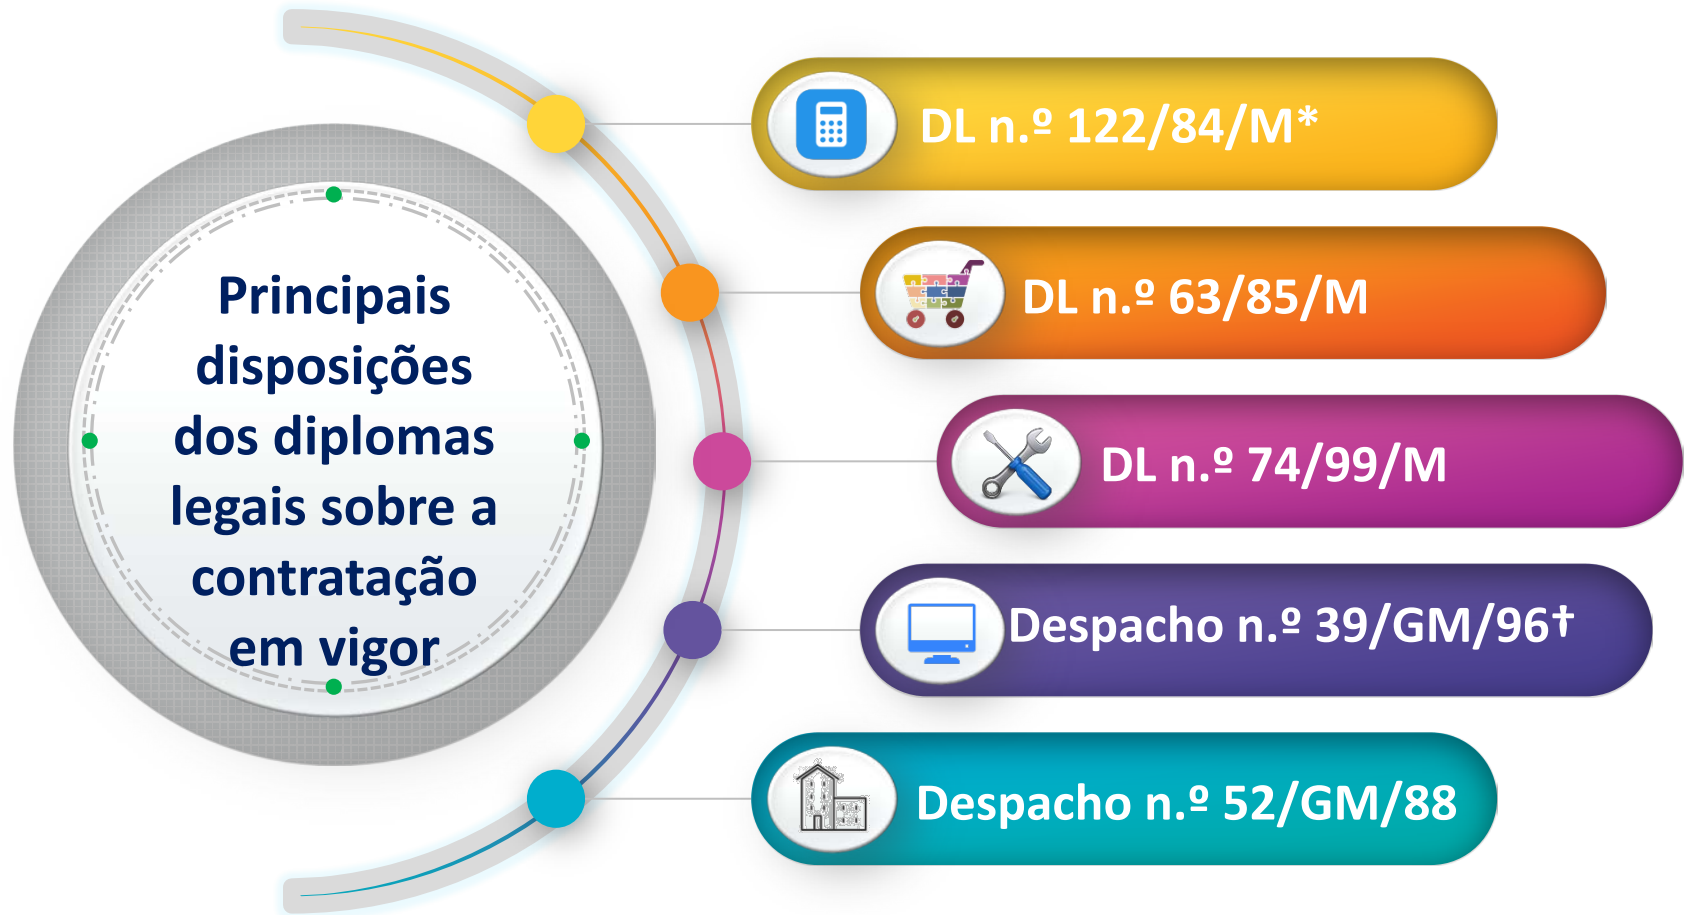 Principais
disposições
dos diplomas
legais sobre a
contratação
em vigor
DL n.º 122/84/M*
DL n.º 63/85/M
DL n.º 74/99/M
Despacho n.º 39/GM/96†
Despacho n.º 52/GM/88